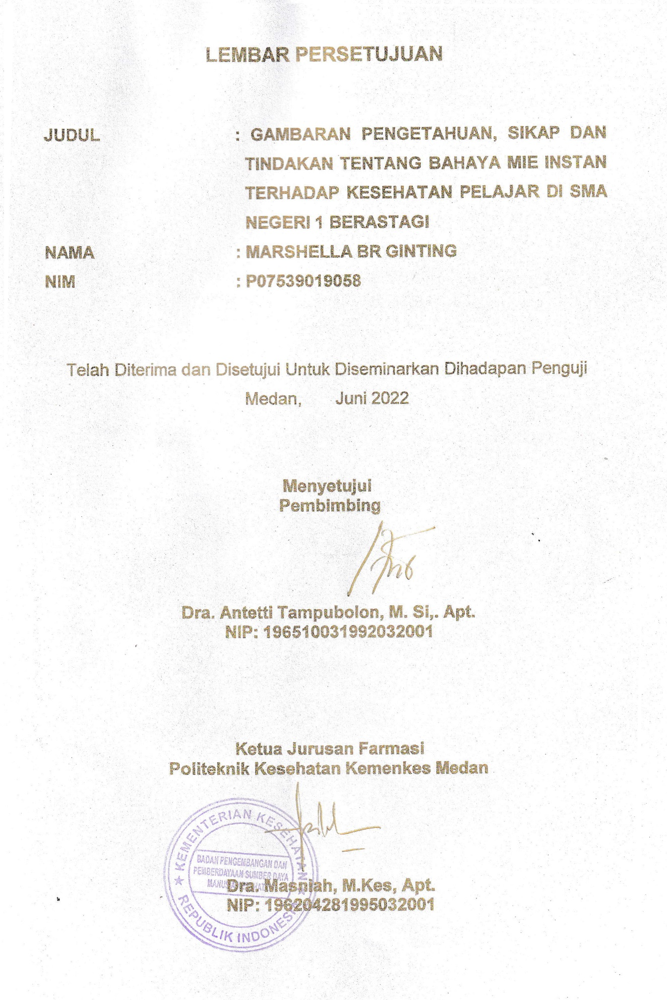 LEMBAR PERSETUJUAN
JUDUL : GAMBARAN PENGETAHUAN, SIKAP DAN
TINDAKAN TENTANG BAHAYA MIE INSTAN
TERHADAP KESEHATAN PELAJAR DI SMA
NEGERI 1 BERASTAGI
NAMA : MARSHELLA BR GINTING
NIM : P07539019058
Telah Diterima dan Disetujui Untuk Diseminarkan Dihadapan Penguji
Medan, Juni 2022
Menyetujui
Pembimbing
Dra. Antetti Tampubolon, M. Si,. Apt.
NIP: 196510031992032001
Ketua Jurusan Farmasi
Politeknik Kesehatan Kemenkes Medan
KEMENTERIAN KESEHATAN
BADAN PENGEMBANGAN DAN
PEMBERDAYAAN SUMBER DAYA
REPUBLIK INDONESIA
Dra. Masniah, M.Kes, Apt.
NIP: 196204281995032001